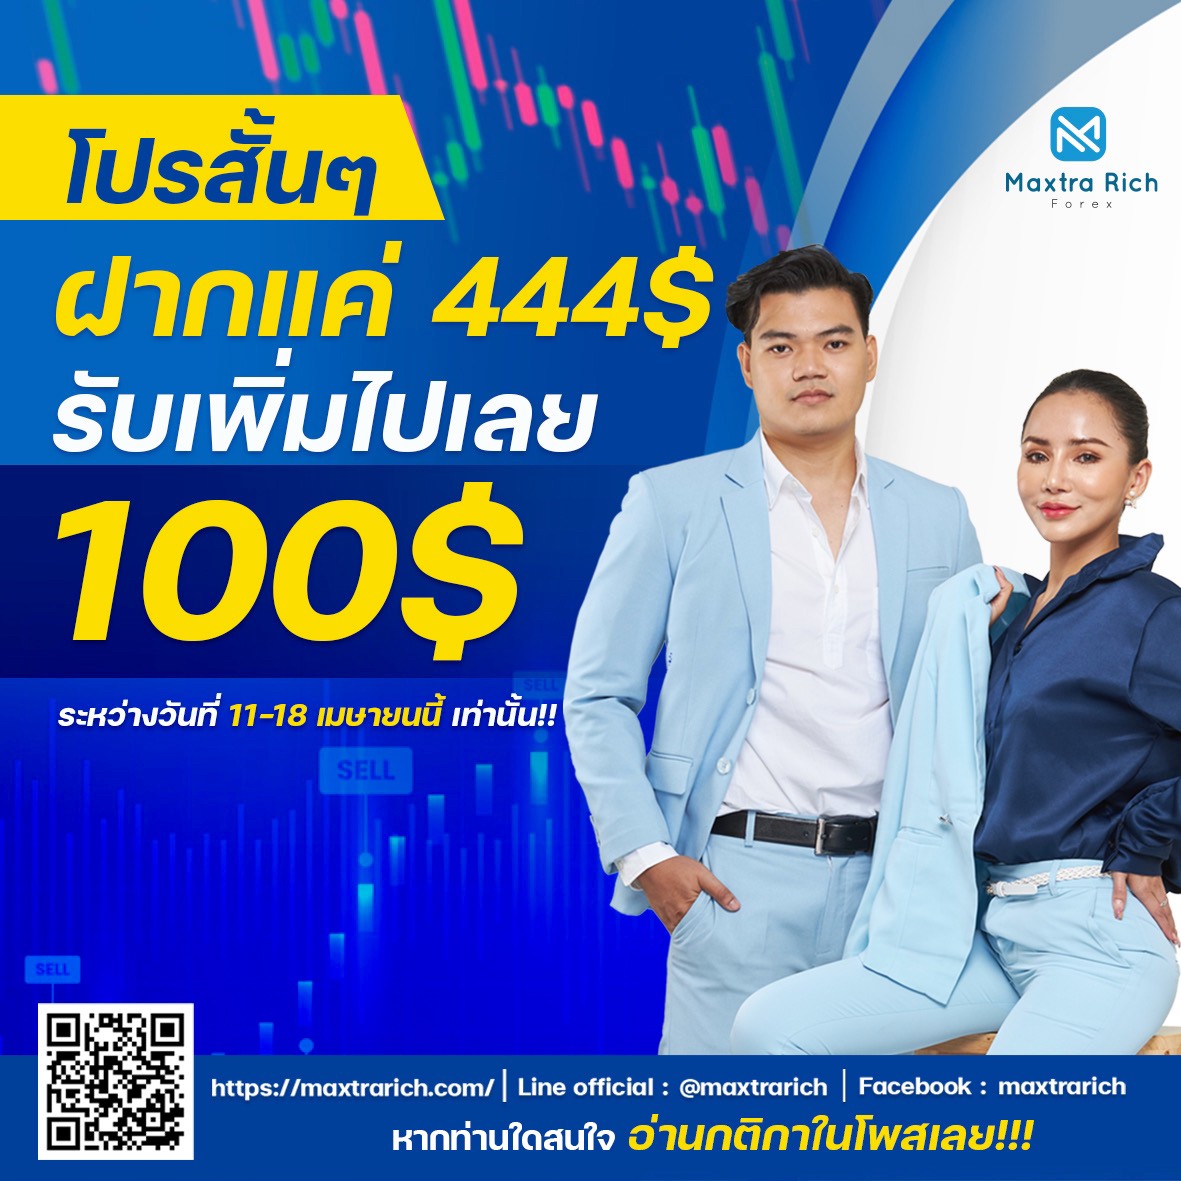 Maxtra Rich
Forex
โปรสั้นๆ
ฝากแค่ 444$
รับเพิ่มไปเลย
100$
ระหว่างวันที่ 11-18 เมษายนนี้ เท่านั้น!!
SELL
SELL
SELL
https://maxtrarich.com/ | Line official : @maxtrarich | Facebook : maxtrarich
หากท่านใดสนใจ อ่านกติกาในโพสเลย!!!